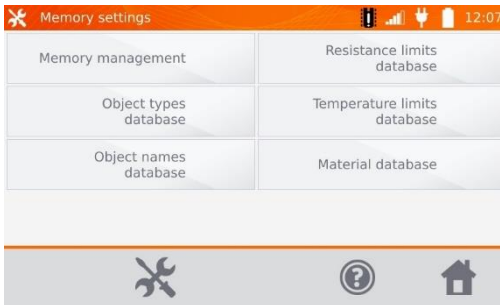 Memory settings 12:07
Memory management
Resistance limits
database
Object types
database
Temperature limits
database
Object names
database
Material database